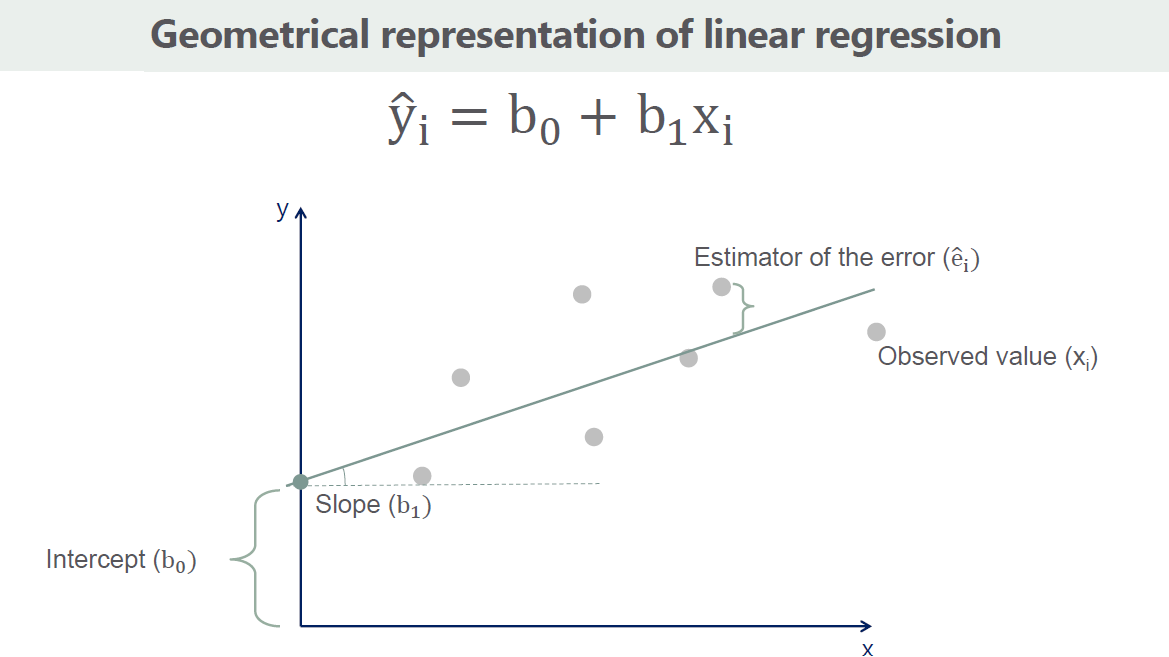 Geometrical representation of linear regression
ŷᵢ = b₀ + b₁xᵢ
y
Estimator of the error (êᵢ)
Observed value (xᵢ)
Slope (b₁)
Intercept (b₀)
x